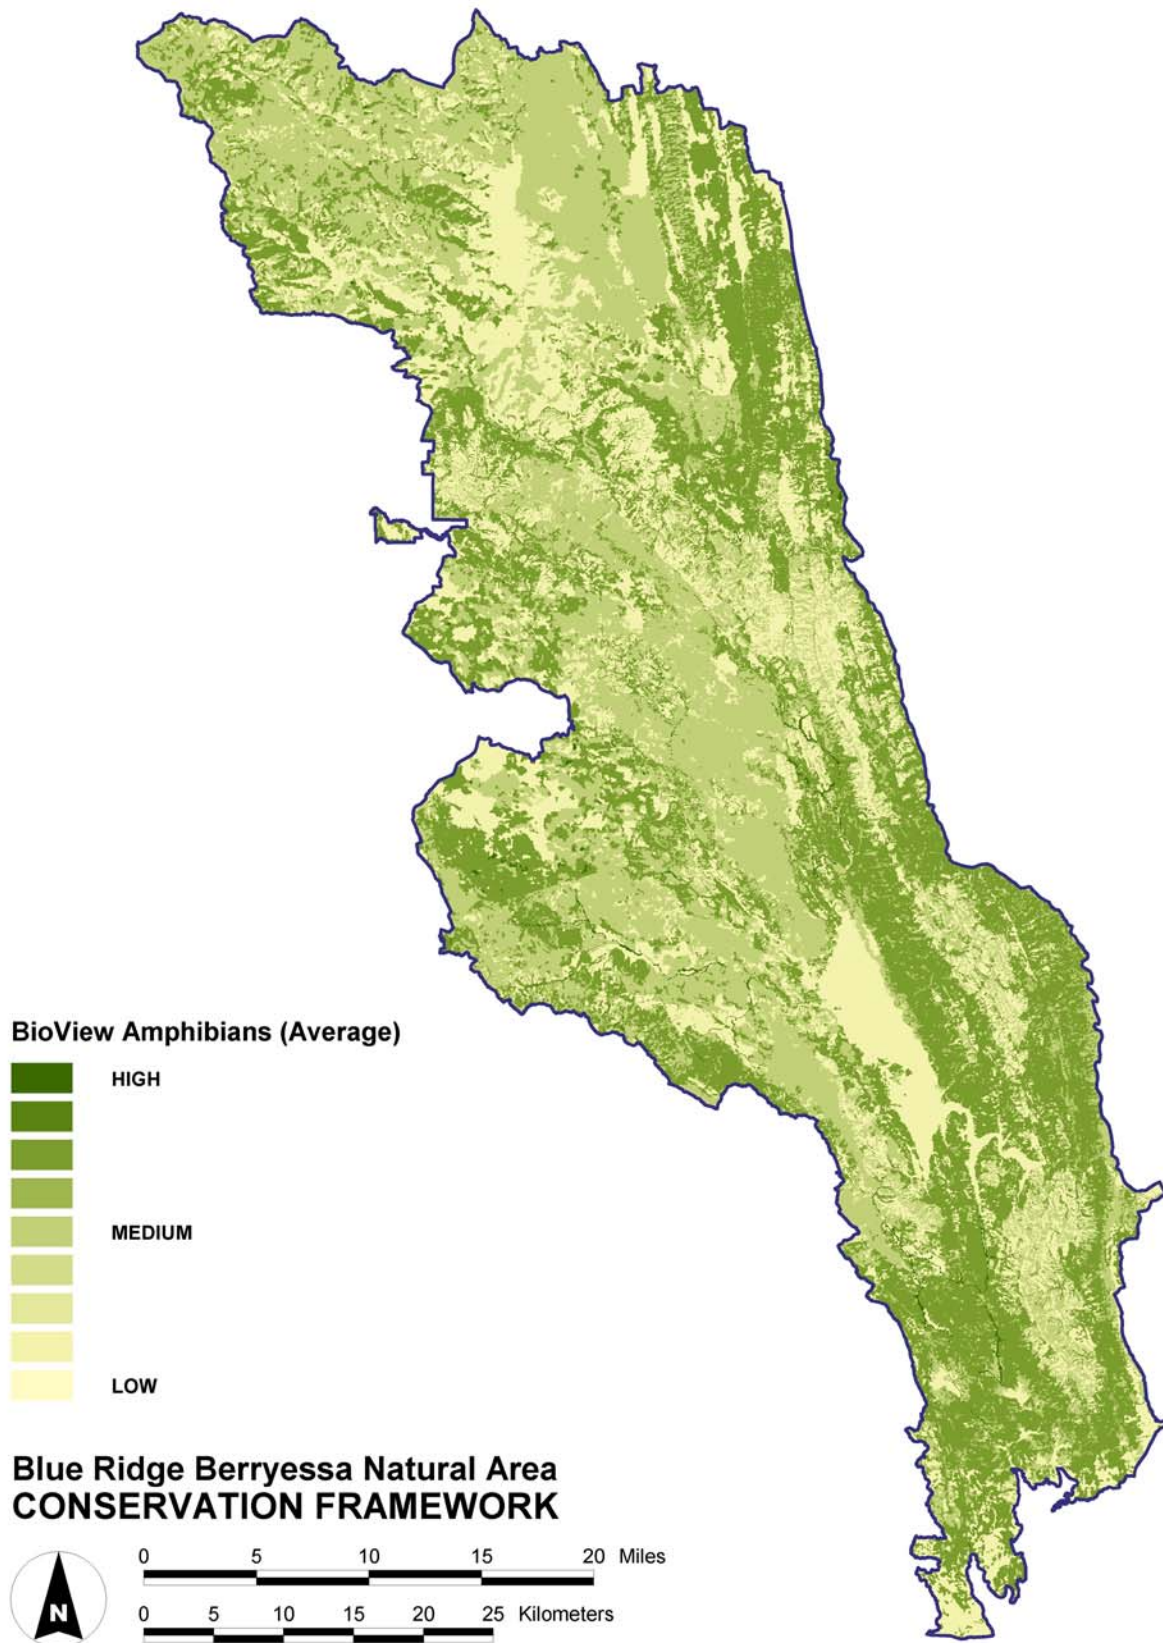 BioView Amphibians (Average)
HIGH
MEDIUM
LOW
Blue Ridge Berryessa Natural Area
CONSERVATION FRAMEWORK
N
0 5 10 15 20 Miles
0 5 10 15 20 25 Kilometers